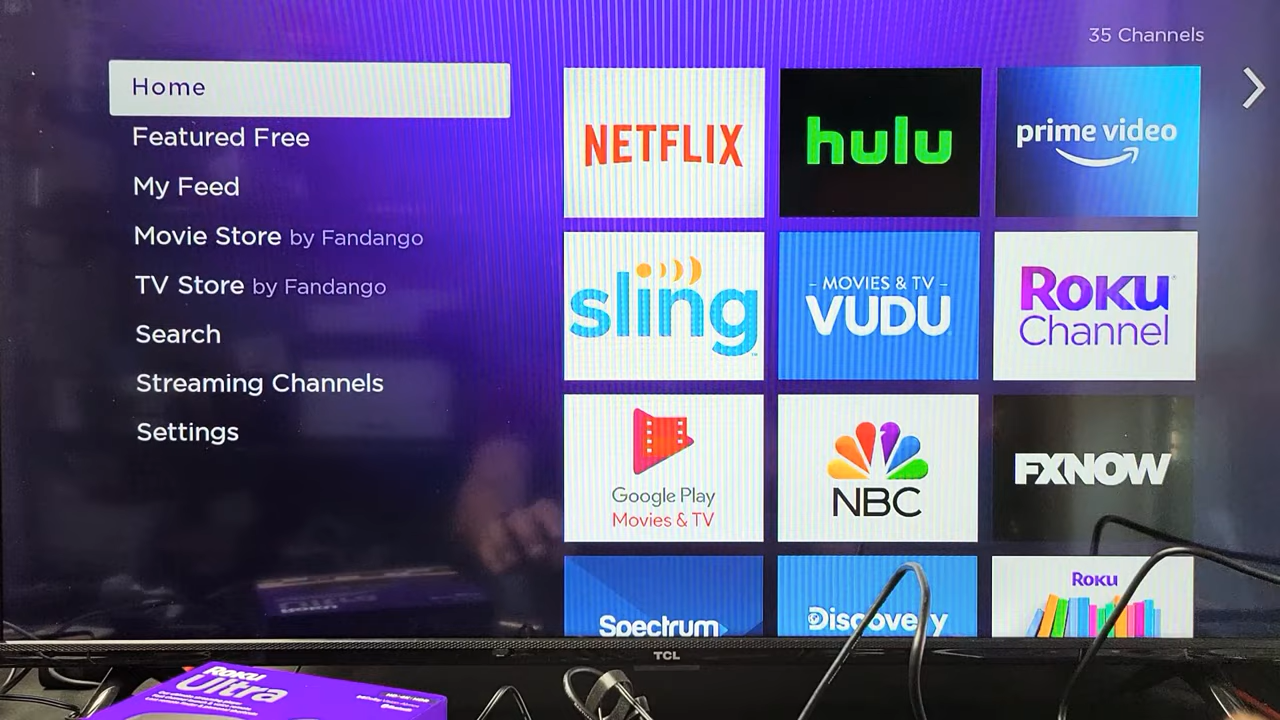 35 Channels
Home
Featured Free
My Feed
Movie Store by Fandango
TV Store by Fandango
Search
Streaming Channels
Settings
NETFLIX
hulu
prime video
sling
- MOVIES & TV -
VUDU
Roku
Channel
Google Play
Movies & TV
NBC
FXNOW
Spectrum
Discovery
Roku
TCL
Roku
Ultra